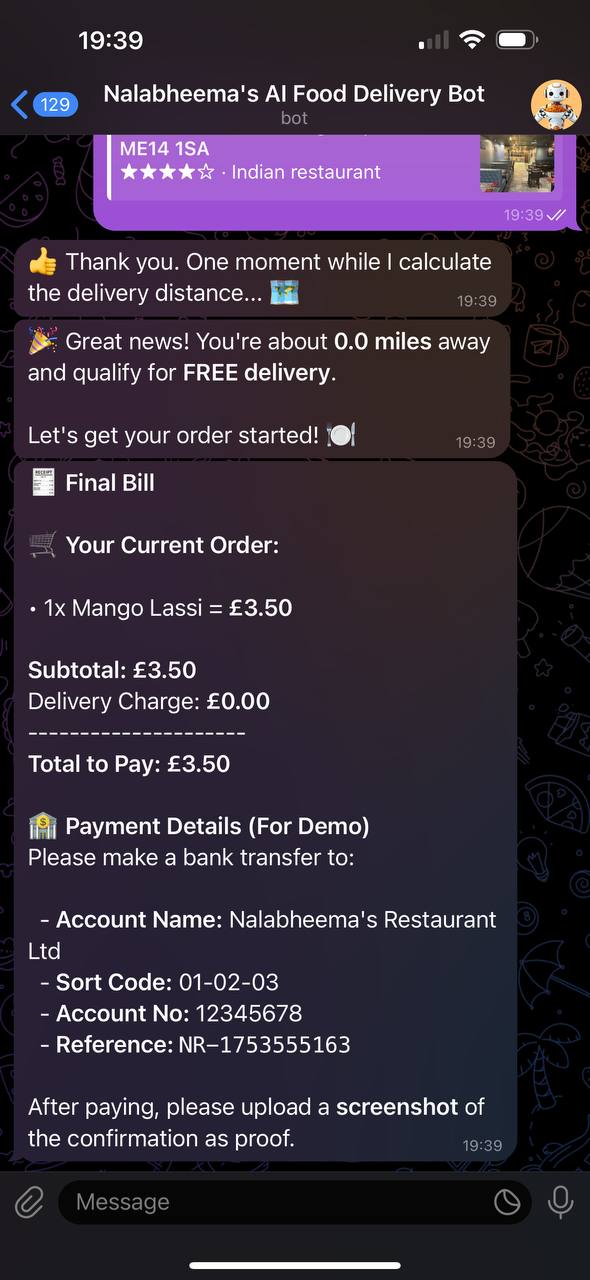 19:39
129
Nalabheema's AI Food Delivery Bot
bot
ME14 1SA
★★★★☆ · Indian restaurant
19:39
👍 Thank you. One moment while I calculate
the delivery distance... 🗺️
19:39
🎉 Great news! You're about 0.0 miles away
and qualify for FREE delivery.
Let's get your order started! 🍽️
19:39
🧾 Final Bill
🛒 Your Current Order:
• 1x Mango Lassi = £3.50
Subtotal: £3.50
Delivery Charge: £0.00
---------------------
Total to Pay: £3.50
🏦 Payment Details (For Demo)
Please make a bank transfer to:
- Account Name: Nalabheema's Restaurant
Ltd
- Sort Code: 01-02-03
- Account No: 12345678
- Reference: NR-1753555163
After paying, please upload a screenshot of
the confirmation as proof.
19:39
Message